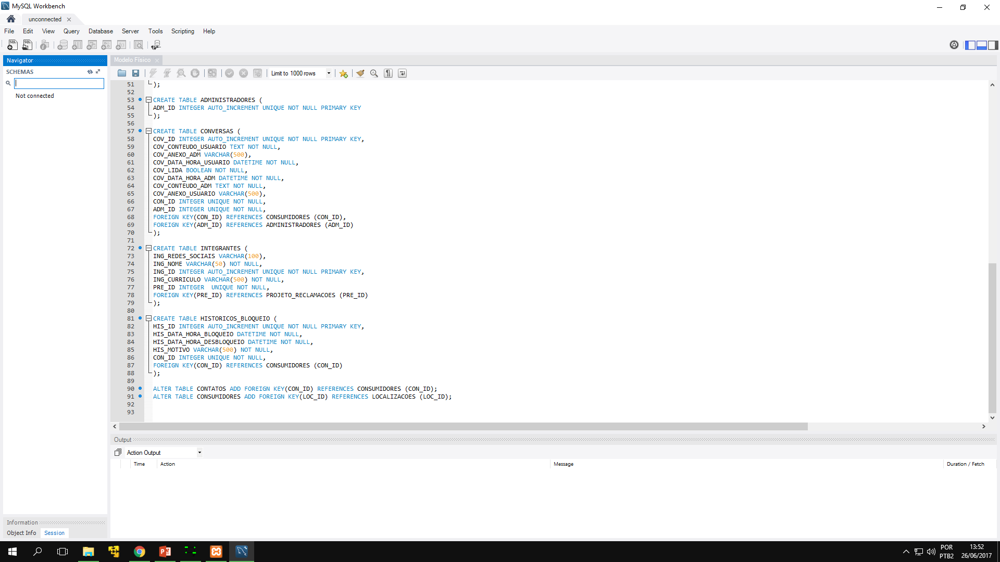 MySQL Workbench
unconnected
File Edit View Query Database Server Tools Scripting Help
Navigator
SCHEMAS
Not connected
Modelo Físico
Limit to 1000 rows
51 );
52
53 CREATE TABLE ADMINISTRADORES (
54 ADM_ID INTEGER AUTO_INCREMENT UNIQUE NOT NULL PRIMARY KEY
55 );
56
57 CREATE TABLE CONVERSAS (
58 COV_ID INTEGER AUTO_INCREMENT UNIQUE NOT NULL PRIMARY KEY,
59 COV_CONTEUDO_USUARIO TEXT NOT NULL,
60 COV_ANEXO_ADM VARCHAR(500),
61 COV_DATA_HORA_USUARIO DATETIME NOT NULL,
62 COV_LIDA BOOLEAN NOT NULL,
63 COV_DATA_HORA_ADM DATETIME NOT NULL,
64 COV_CONTEUDO_ADM TEXT NOT NULL,
65 COV_ANEXO_USUARIO VARCHAR(500),
66 CON_ID INTEGER UNIQUE NOT NULL,
67 ADM_ID INTEGER UNIQUE NOT NULL,
68 FOREIGN KEY(CON_ID) REFERENCES CONSUMIDORES (CON_ID),
69 FOREIGN KEY(ADM_ID) REFERENCES ADMINISTRADORES (ADM_ID)
70 );
71
72 CREATE TABLE INTEGRANTES (
73 ING_REDES_SOCIAIS VARCHAR(100),
74 ING_NOME VARCHAR(50) NOT NULL,
75 ING_ID INTEGER AUTO_INCREMENT UNIQUE NOT NULL PRIMARY KEY,
76 ING_CURRICULO VARCHAR(500) NOT NULL,
77 PRE_ID INTEGER  UNIQUE NOT NULL,
78 FOREIGN KEY(PRE_ID) REFERENCES PROJETO_RECLAMACOES (PRE_ID)
79 );
80
81 CREATE TABLE HISTORICOS_BLOQUEIO (
82 HIS_ID INTEGER AUTO_INCREMENT UNIQUE NOT NULL PRIMARY KEY,
83 HIS_DATA_HORA_BLOQUEIO DATETIME NOT NULL,
84 HIS_DATA_HORA_DESBLOQUEIO DATETIME NOT NULL,
85 HIS_MOTIVO VARCHAR(500) NOT NULL,
86 CON_ID INTEGER UNIQUE NOT NULL,
87 FOREIGN KEY(CON_ID) REFERENCES CONSUMIDORES (CON_ID)
88 );
89
90 ALTER TABLE CONTATOS ADD FOREIGN KEY(CON_ID) REFERENCES CONSUMIDORES (CON_ID);
91 ALTER TABLE CONSUMIDORES ADD FOREIGN KEY(LOC_ID) REFERENCES LOCALIZACOES (LOC_ID);
92
93
Output
Action Output
Time Action Message Duration / Fetch
Information
Object Info Session
POR
PTB2
13:52
26/06/2017